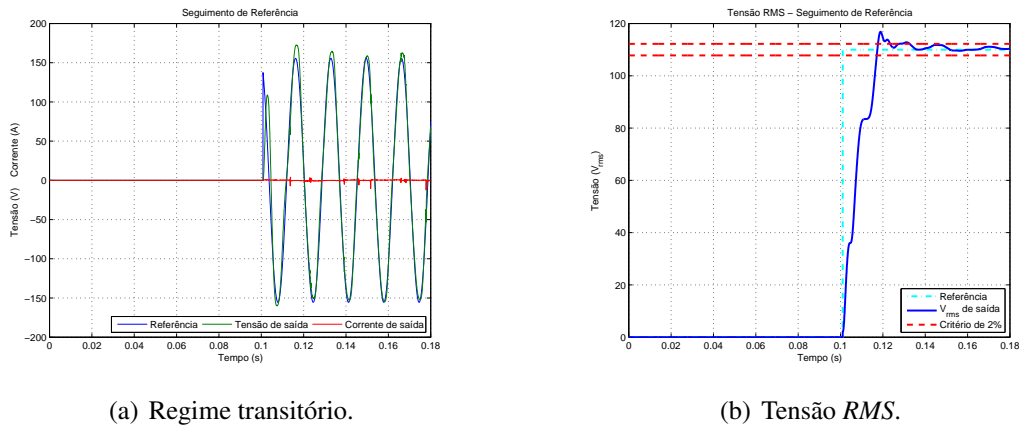 Seguimento de Referência
Tensão (V)    Corrente (A)
200
150
100
50
0
−50
−100
−150
−200
0
0.02
0.04
0.06
0.08
0.1
0.12
0.14
0.16
0.18
Tempo (s)
Referência
Tensão de saída
Corrente de saída
(a) Regime transitório.
Tensão RMS − Seguimento de Referência
Tensão (Vrms)
120
100
80
60
40
20
0
0
0.02
0.04
0.06
0.08
0.1
0.12
0.14
0.16
0.18
Tempo (s)
Referência
Vrms de saída
Critério de 2%
(b) Tensão RMS.